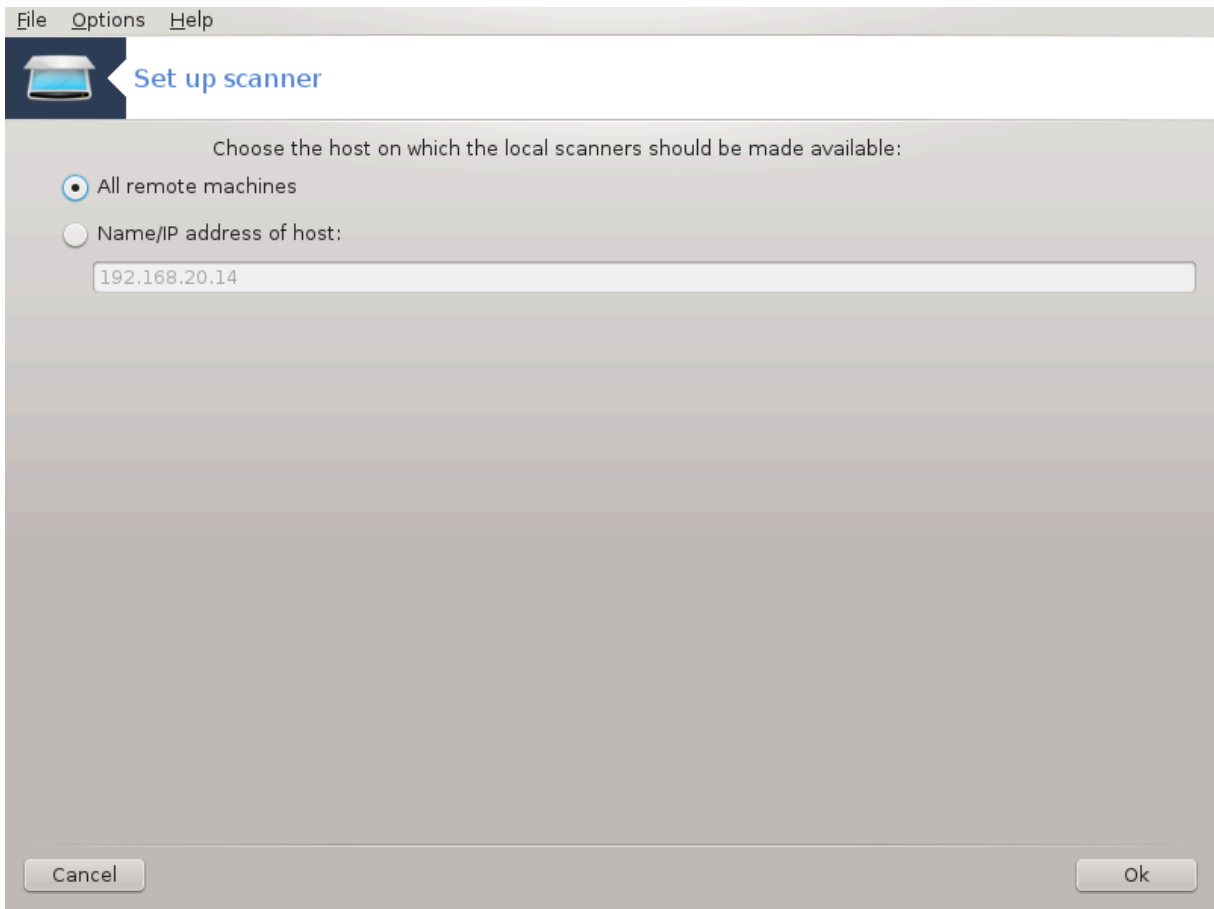 File Options Help
Set up scanner
Choose the host on which the local scanners should be made available:
All remote machines
Name/IP address of host:
192.168.20.14
Cancel Ok